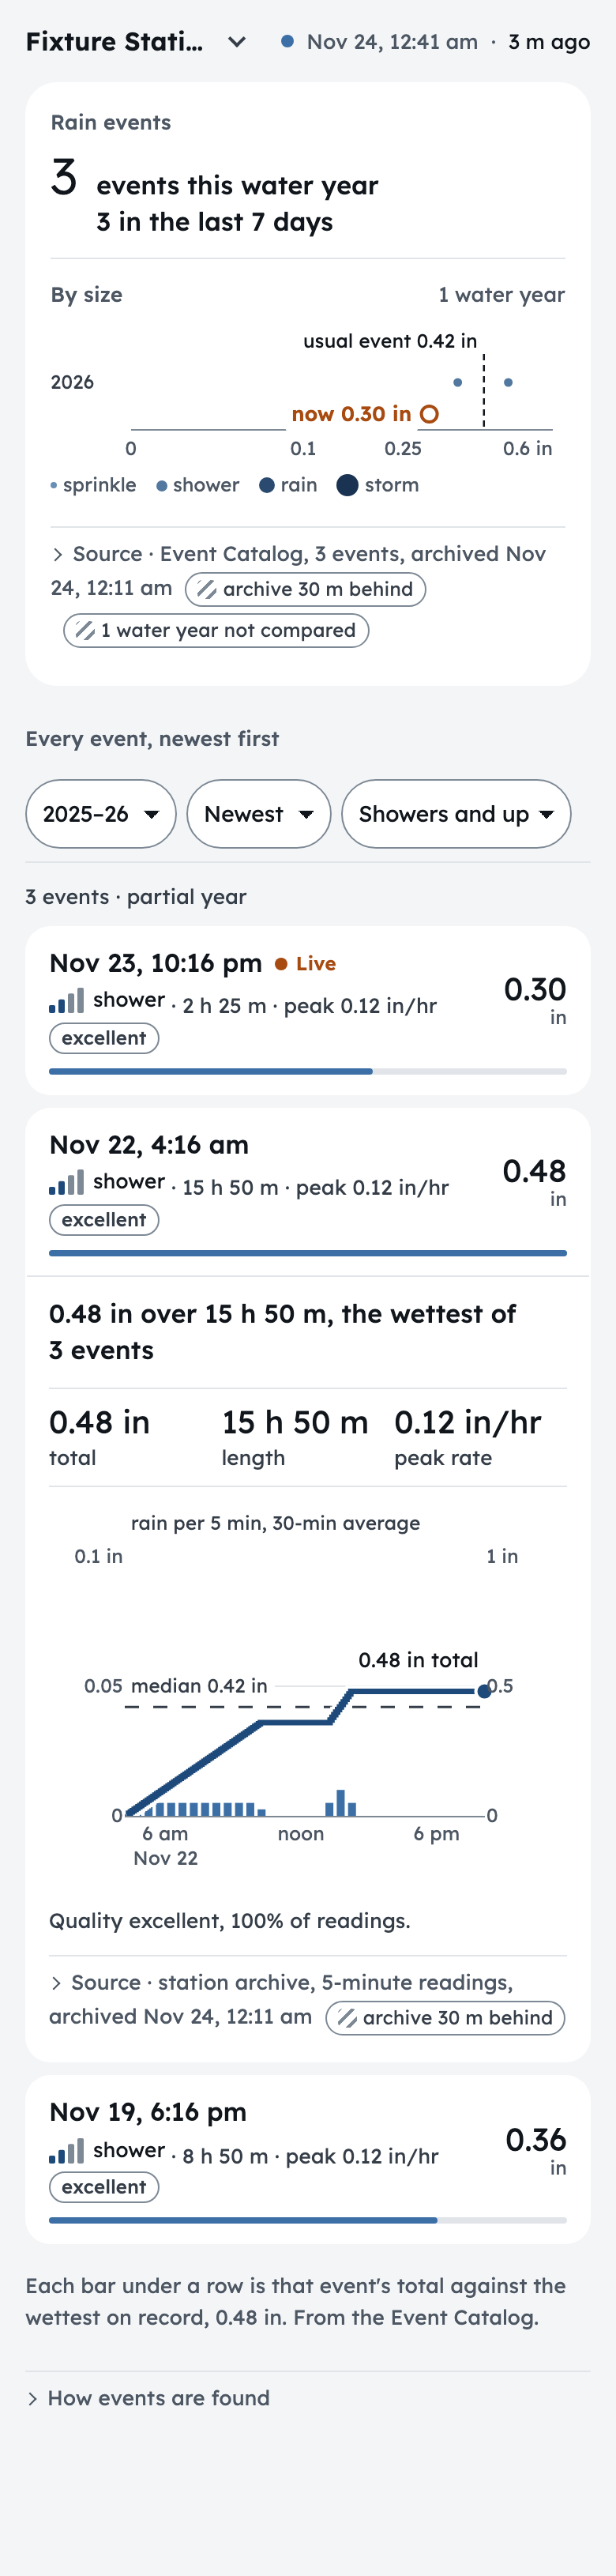 Fixture Stati... Nov 24, 12:41 am · 3 m ago
Rain events
3 events this water year
3 in the last 7 days
By size 1 water year
usual event 0.42 in
2026
now 0.30 in
0 0.1 0.25 0.6 in
sprinkle shower rain storm
Source · Event Catalog, 3 events, archived Nov
24, 12:11 am archive 30 m behind
1 water year not compared
Every event, newest first
2025–26 Newest Showers and up
3 events · partial year
Nov 23, 10:16 pm Live
shower · 2 h 25 m · peak 0.12 in/hr
excellent
0.30
in
Nov 22, 4:16 am
shower · 15 h 50 m · peak 0.12 in/hr
excellent
0.48
in
0.48 in over 15 h 50 m, the wettest of
3 events
0.48 in 15 h 50 m 0.12 in/hr
total length peak rate
rain per 5 min, 30-min average
0.1 in 1 in
0.48 in total
0.05 median 0.42 in 0.5
0 0
6 am noon 6 pm
Nov 22
Quality excellent, 100% of readings.
Source · station archive, 5-minute readings,
archived Nov 24, 12:11 am archive 30 m behind
Nov 19, 6:16 pm
shower · 8 h 50 m · peak 0.12 in/hr
excellent
0.36
in
Each bar under a row is that event's total against the
wettest on record, 0.48 in. From the Event Catalog.
How events are found